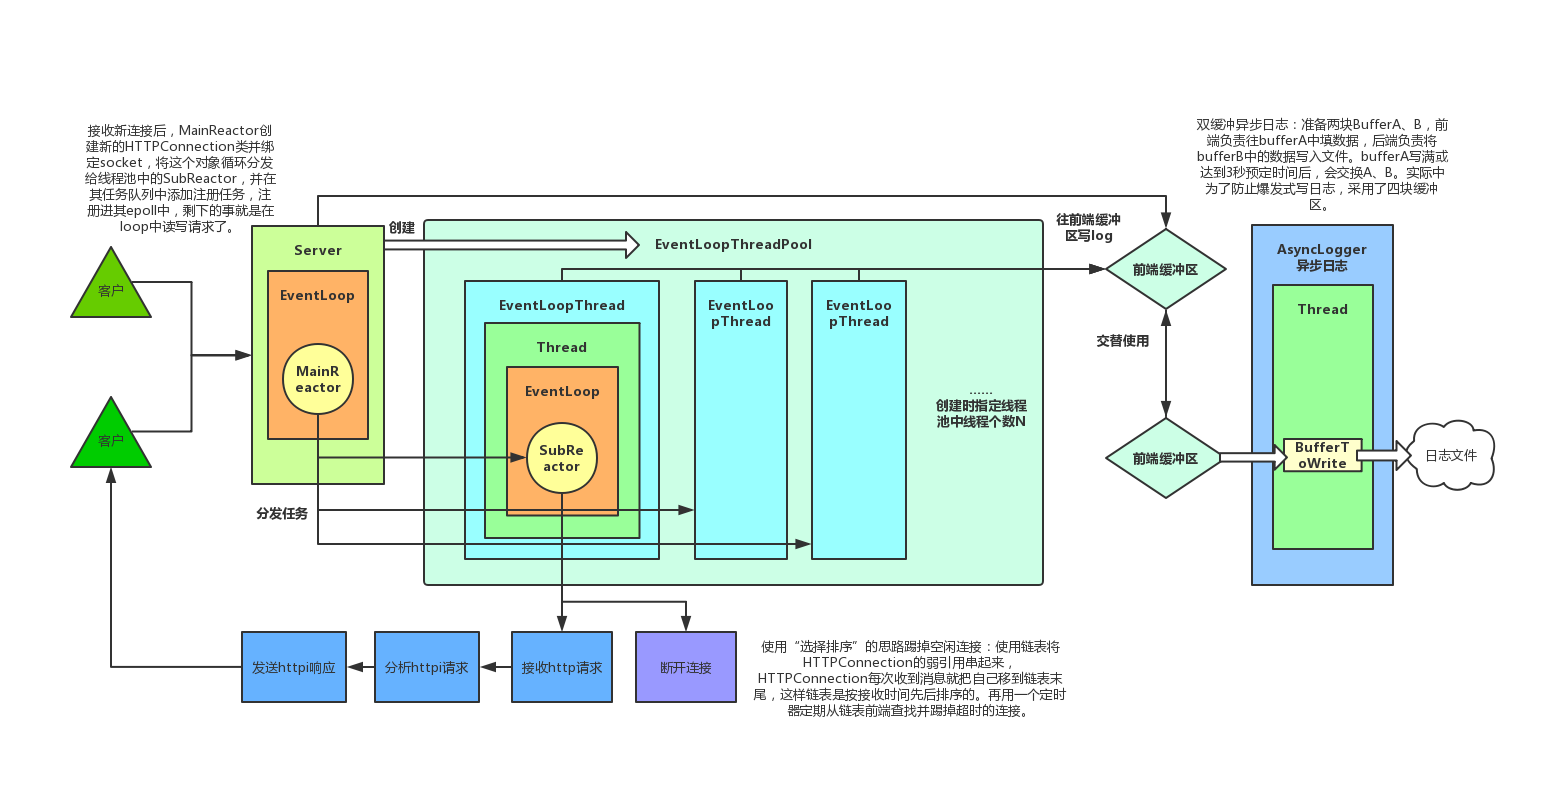 接收新连接后，MainReactor创
建新的HTTPConnection类并绑
定socket，将这个对象循环分发
给线程池中的SubReactor，并在
其任务队列中添加注册任务，注
册进其epoll中，剩下的事就是在
loop中读写请求了。
双缓冲异步日志：准备两块BufferA、B，前
端负责往bufferA中填数据，后端负责将
bufferB中的数据写入文件。bufferA写满或
达到3秒预定时间后，会交换A、B。实际中
为了防止爆发式写日志，采用了四块缓冲
区。
创建
往前端缓冲
区写log
Server
EventLoopThreadPool
AsyncLogger
异步日志
前端缓冲区
客户
EventLoop
EventLoopThread
EventLoo
pThread
EventLoo
pThread
Thread
Thread
交替使用
MainR
eactor
EventLoop
……
创建时指定线程
池中线程个数N
客户
SubRe
actor
前端缓冲区
BufferT
oWrite
日志文件
分发任务
发送httpi响应
分析httpi请求
接收http请求
断开连接
使用“选择排序”的思路踢掉空闲连接：使用链表将
HTTPConnection的弱引用串起来，
HTTPConnection每次收到消息就把自己移到链表末
尾，这样链表是按接收时间先后排序的。再用一个定时
器定期从链表前端查找并踢掉超时的连接。